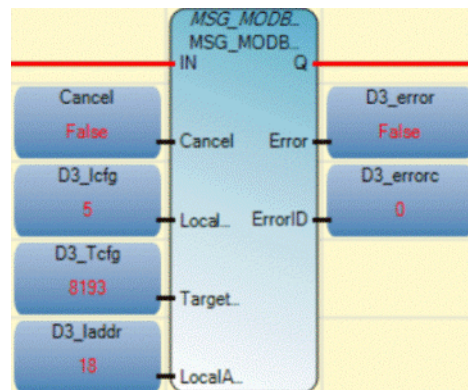 MSG_MODB...
MSG_MODB...
IN Q
Cancel
False
Cancel
Error
D3_error
False
D3_lcfg
5
Local...
ErrorID
D3_errorc
0
D3_Tcfg
8193
Target...
D3_laddr
18
LocalA...